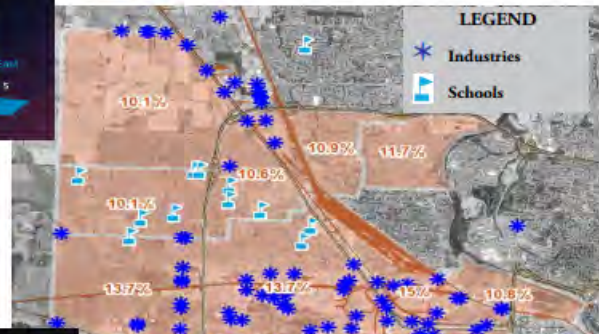 LEGEND
Industries
Schools
East
s
10.1%
10.9%
11.7%
10.6%
10.1%
13.7%
13.7%
15%
10.8%